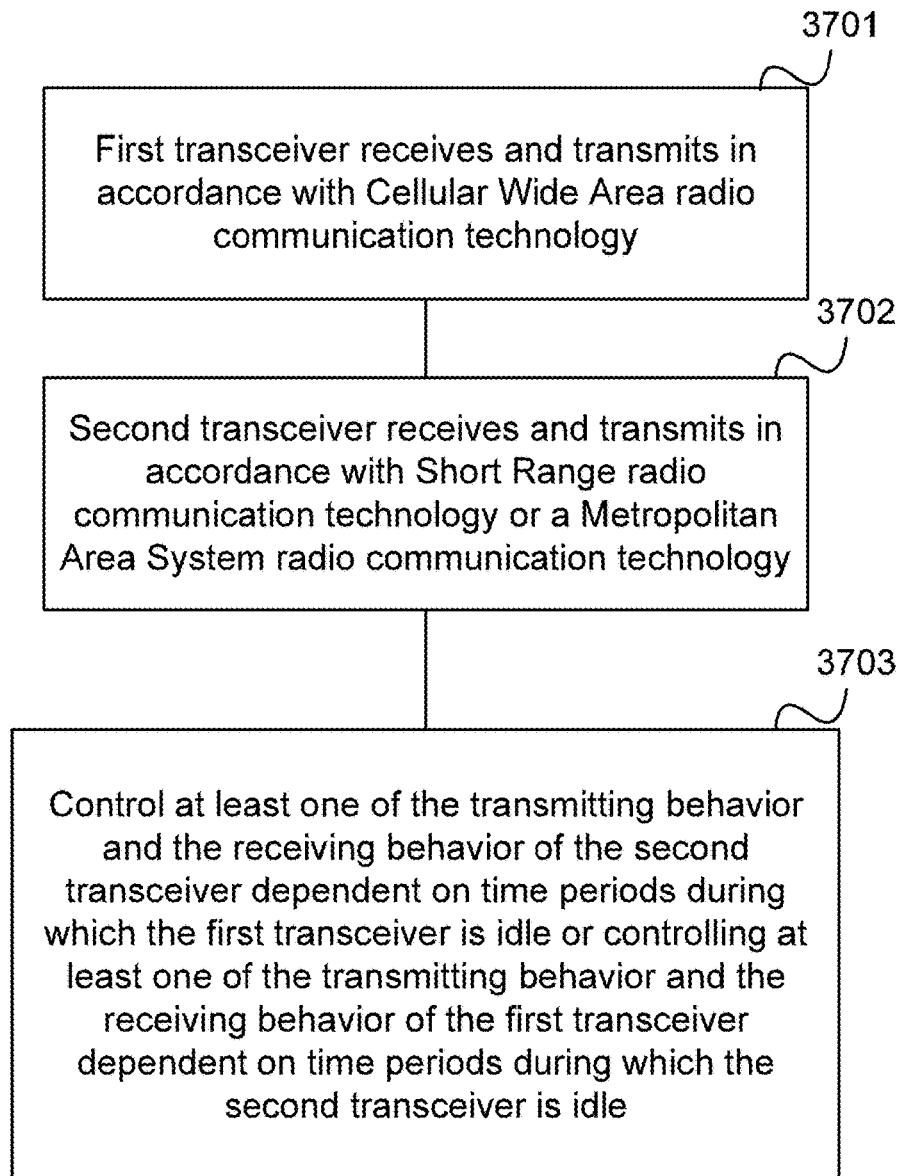 3701
First transceiver receives and transmits in
accordance with Cellular Wide Area radio
communication technology
3702
Second transceiver receives and transmits in
accordance with Short Range radio
communication technology or a Metropolitan
Area System radio communication technology
3703
Control at least one of the transmitting behavior
and the receiving behavior of the second
transceiver dependent on time periods during
which the first transceiver is idle or controlling at
least one of the transmitting behavior and the
receiving behavior of the first transceiver
dependent on time periods during which the
second transceiver is idle